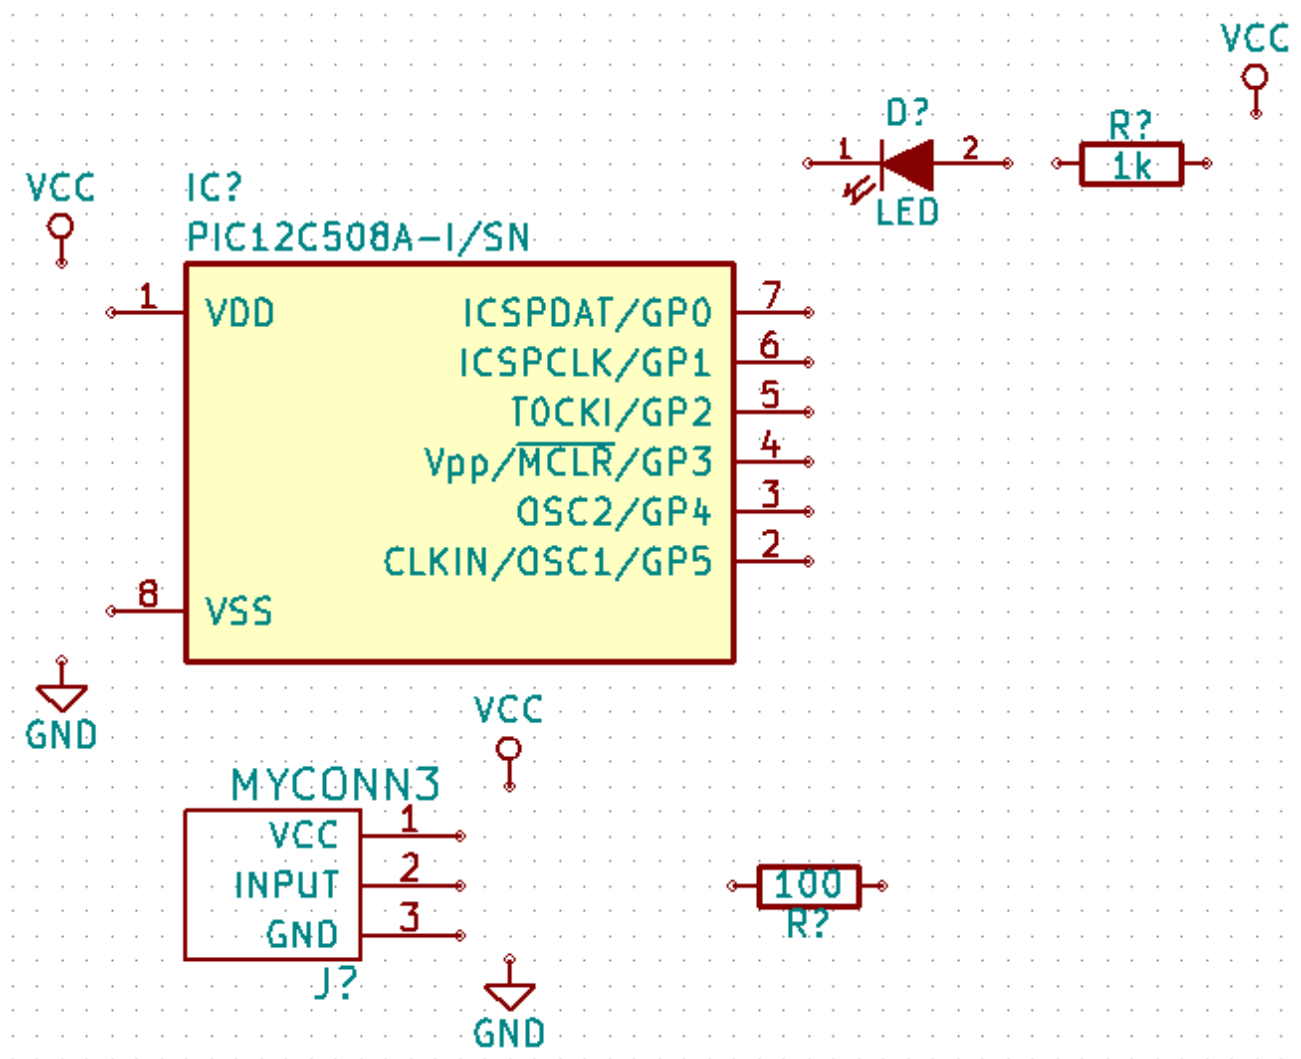 VCC
D?
R?
1 2
1k
LED
VCC
IC?
PIC12C508A-I/SN
1 VDD ICSPDAT/GP0 7
ICSPCLK/GP1 6
T0CKI/GP2 5
Vpp/MCLR/GP3 4
OSC2/GP4 3
CLKIN/OSC1/GP5 2
8 VSS
GND
VCC
MYCONN3
VCC 1
INPUT 2
GND 3
J?
100
R?
GND